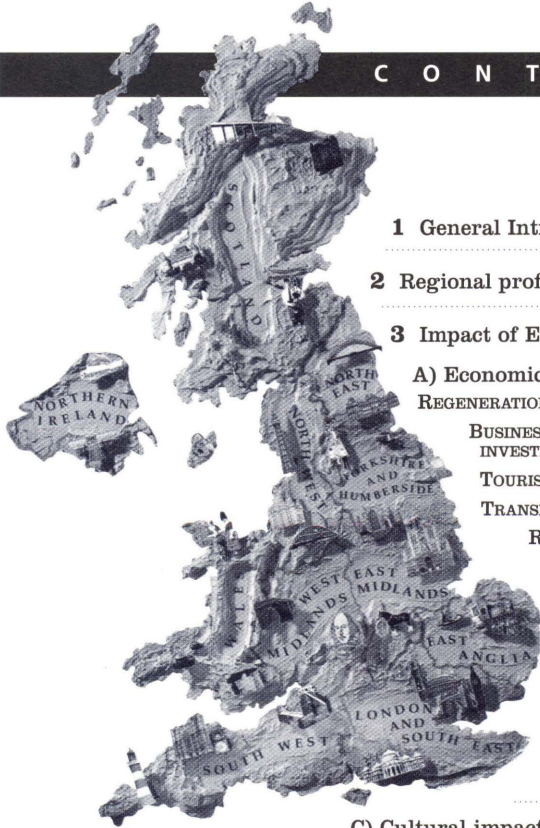 C O N T
1 General Int
2 Regional prof
3 Impact of E
A) Economic
REGENERATION
BUSINES
INVEST
TOURIS
TRANS
R
C) Cultural impact
SCOTLAND
NORTHERN
IRELAND
NORTH
EAST
NORTH WEST
YORKSHIRE
AND
HUMBERSIDE
WALES
WEST
MIDLANDS
EAST
MIDLANDS
EAST
ANGLIA
LONDON
AND
SOUTH EAST
SOUTH WEST